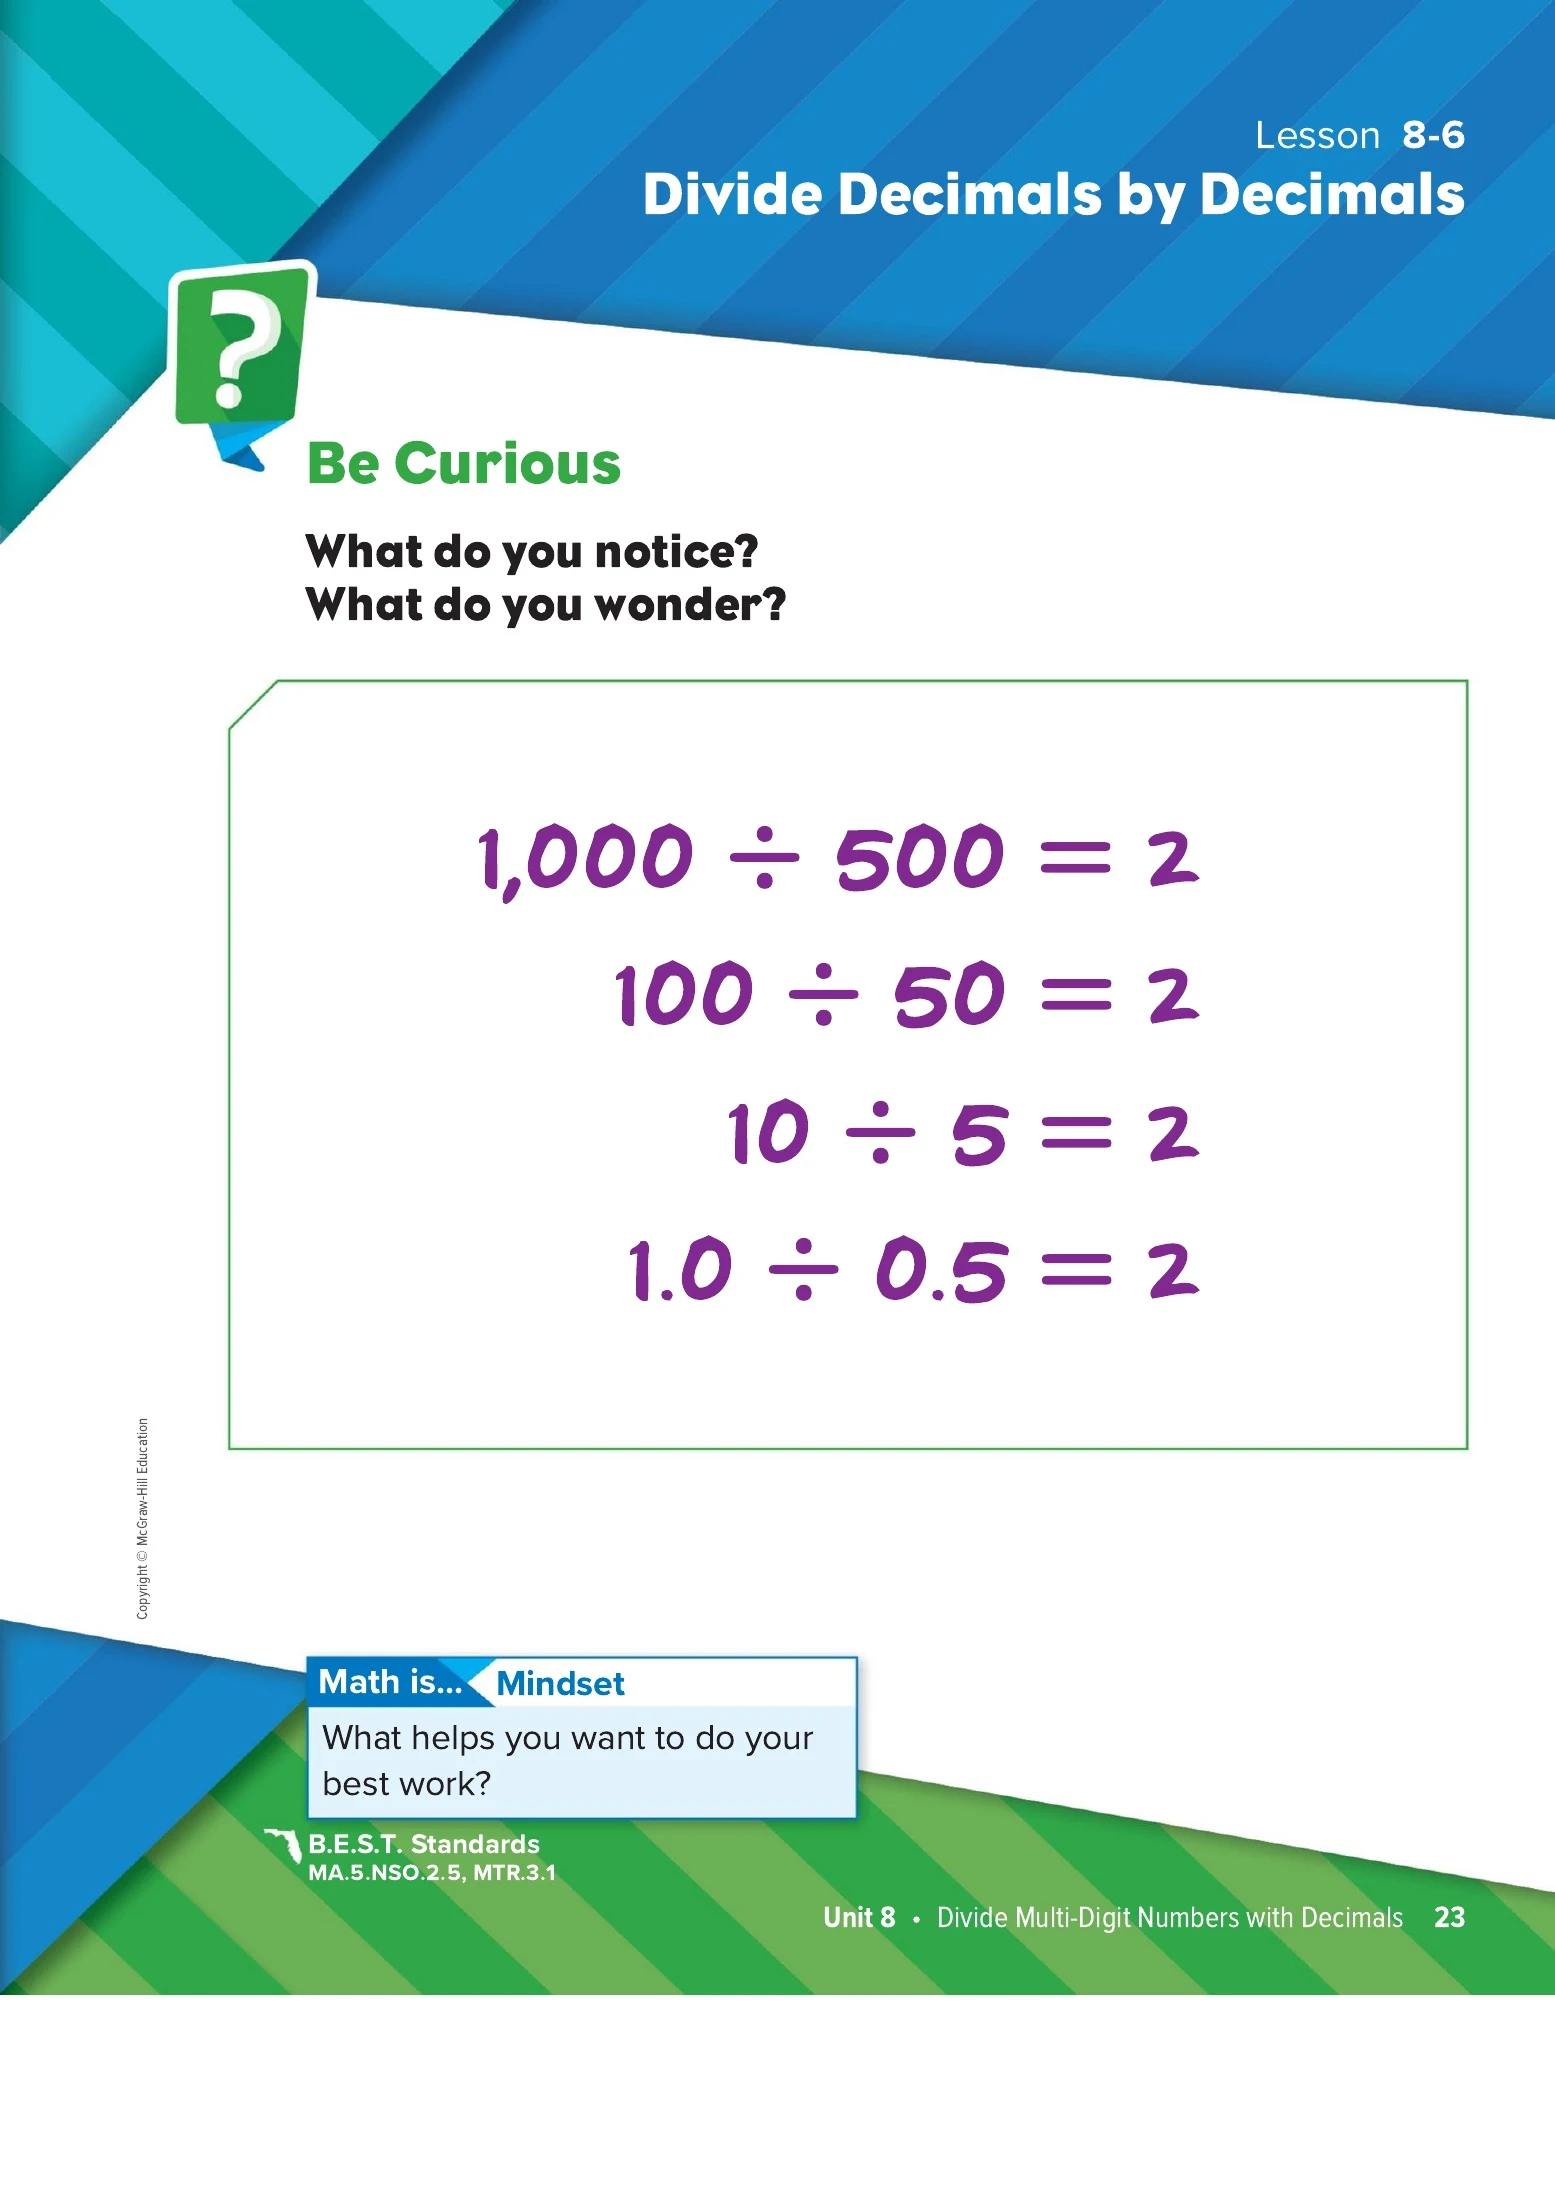 Lesson 8-6
Divide Decimals by Decimals
?
Be Curious
What do you notice?
What do you wonder?
1,000 ÷ 500 = 2
100 ÷ 50 = 2
10 ÷ 5 = 2
1.0 ÷ 0.5 = 2
Copyright © McGraw-Hill Education
Math is... Mindset
What helps you want to do your
best work?
B.E.S.T. Standards
MA.5.NSO.2.5, MTR.3.1
Unit 8 • Divide Multi-Digit Numbers with Decimals 23